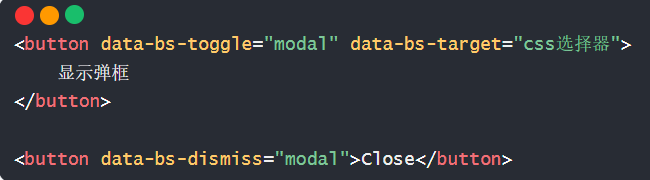 <button data-bs-toggle="modal" data-bs-target="css选择器">
显示弹框
</button>
<button data-bs-dismiss="modal">Close</button>